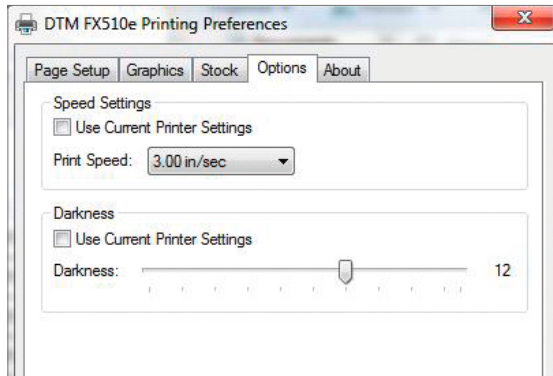 DTM FX510e Printing Preferences
Page Setup Graphics Stock Options About
Speed Settings
Use Current Printer Settings
Print Speed: 3.00 in/sec
Darkness
Use Current Printer Settings
Darkness: 12